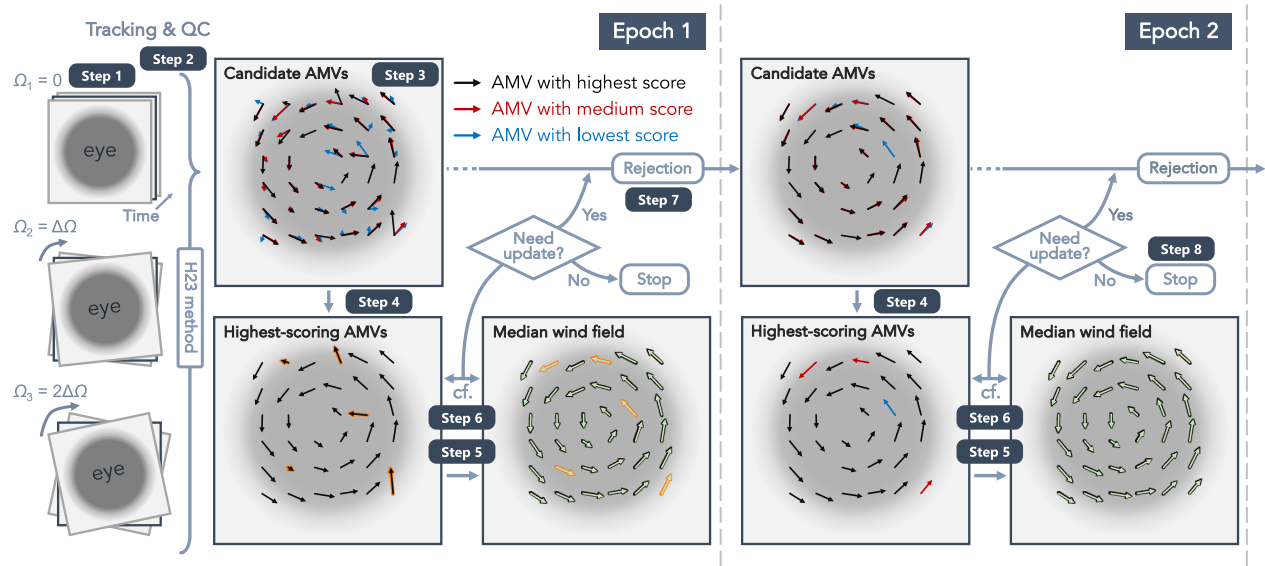 Tracking & QC
Epoch 1
Epoch 2
Step 1
Step 2
Ω1 = 0
eye
Time
Ω2 = ΔΩ
eye
Ω3 = 2ΔΩ
eye
H23 method
Candidate AMVs
Step 3
AMV with highest score
AMV with medium score
AMV with lowest score
Rejection
Step 7
Yes
Need
update?
No
Stop
Step 4
Highest-scoring AMVs
Median wind field
cf.
Step 6
Step 5
Candidate AMVs
Rejection
Yes
Need
update?
Step 8
No
Stop
Step 4
Highest-scoring AMVs
Median wind field
cf.
Step 6
Step 5